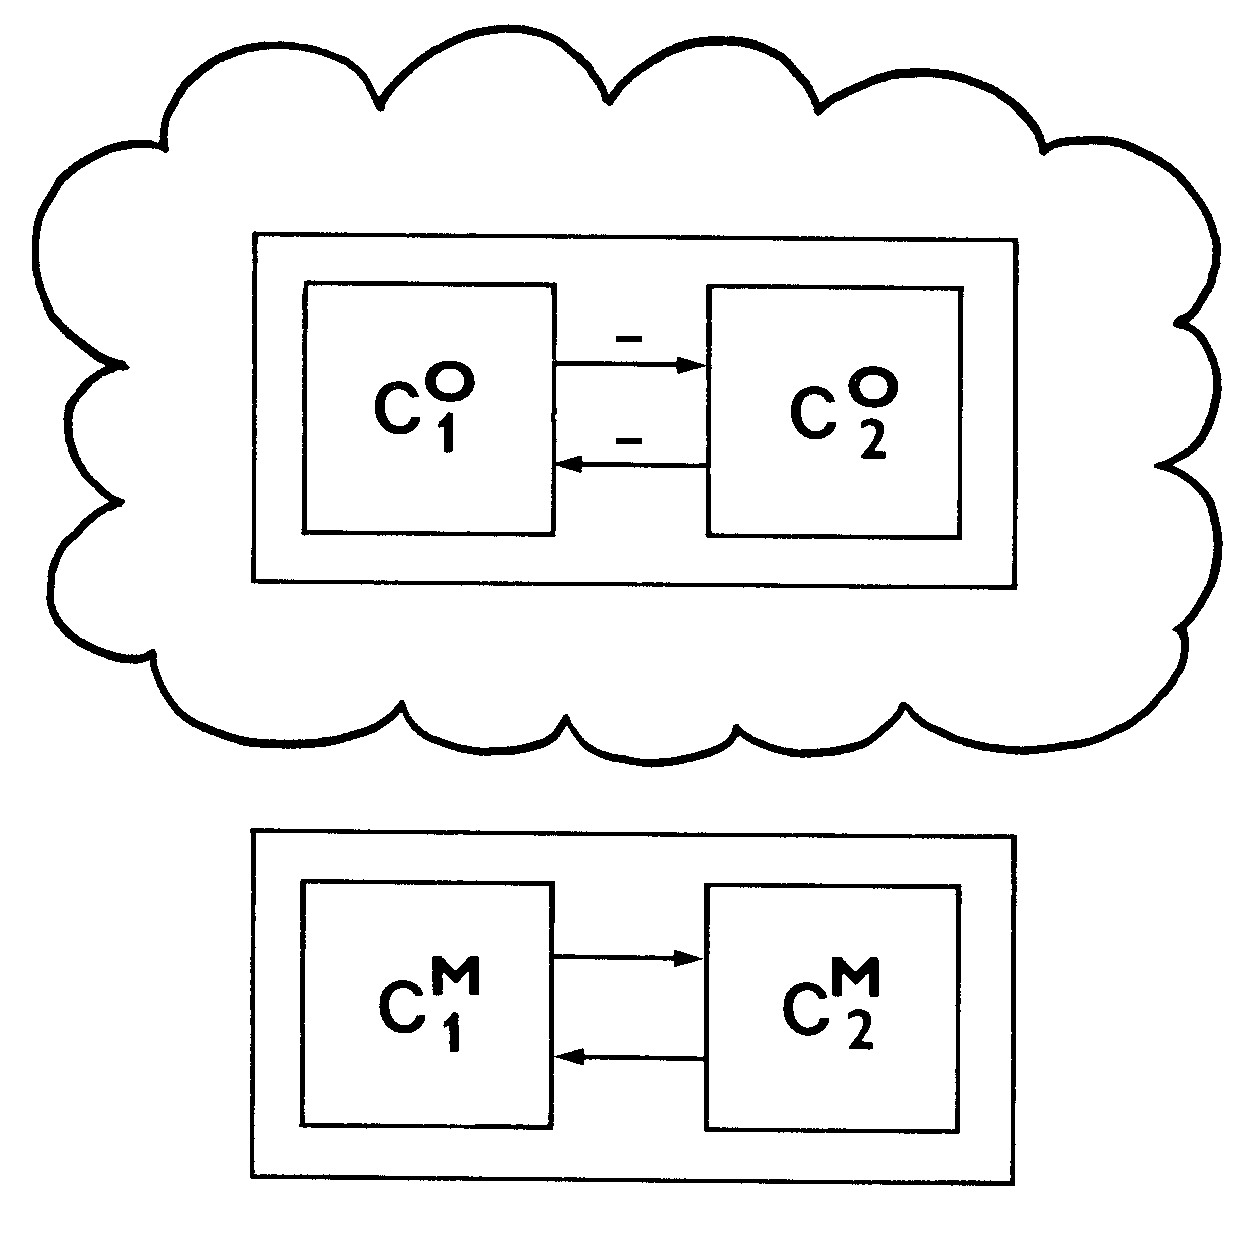 –
C₁ᴼ C₂ᴼ
–
C₁ᴹ C₂ᴹ